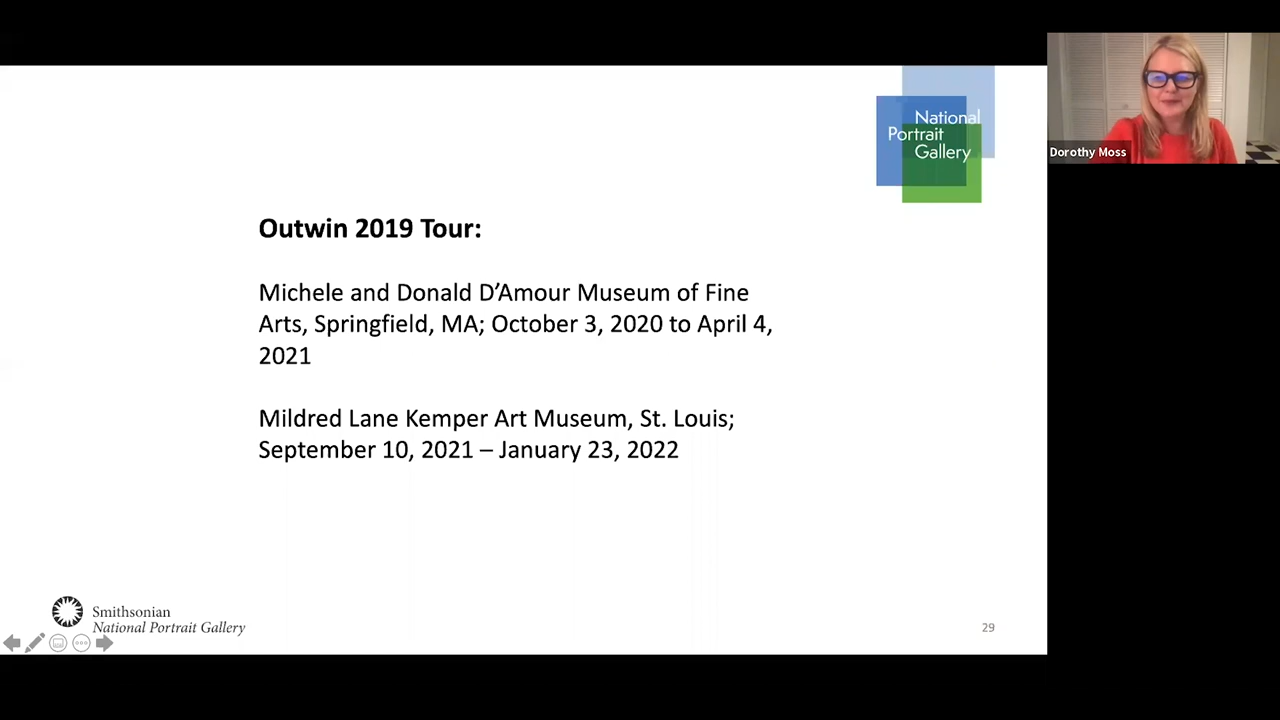 National
Portrait
Gallery
Dorothy Moss
Outwin 2019 Tour:
Michele and Donald D’Amour Museum of Fine
Arts, Springfield, MA; October 3, 2020 to April 4,
2021
Mildred Lane Kemper Art Museum, St. Louis;
September 10, 2021 – January 23, 2022
Smithsonian
National Portrait Gallery
29